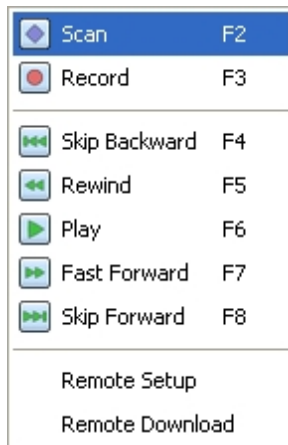 Scan F2
Record F3
Skip Backward F4
Rewind F5
Play F6
Fast Forward F7
Skip Forward F8
Remote Setup
Remote Download